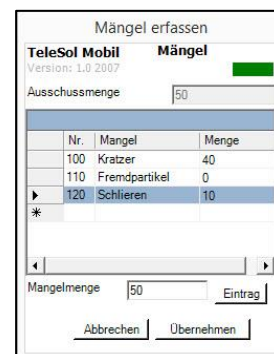 Mängel erfassen
TeleSol Mobil Mängel
Version: 1.0 2007
Ausschussmenge 50
Nr. Mangel Menge
100 Kratzer 40
110 Fremdpartikel 0
120 Schlieren 10
Mangelmenge 50 Eintrag
Abbrechen Übernehmen